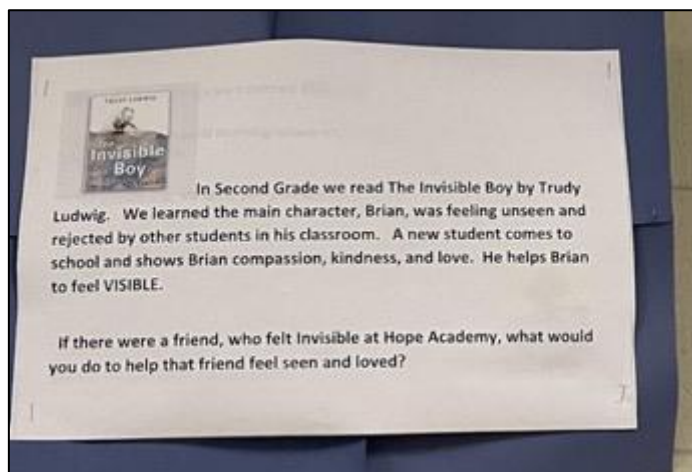 TRUDY LUDWIG
The
Invisible
Boy
In Second Grade we read The Invisible Boy by Trudy
Ludwig. We learned the main character, Brian, was feeling unseen and
rejected by other students in his classroom. A new student comes to
school and shows Brian compassion, kindness, and love. He helps Brian
to feel VISIBLE.
If there were a friend, who felt Invisible at Hope Academy, what would
you do to help that friend feel seen and loved?